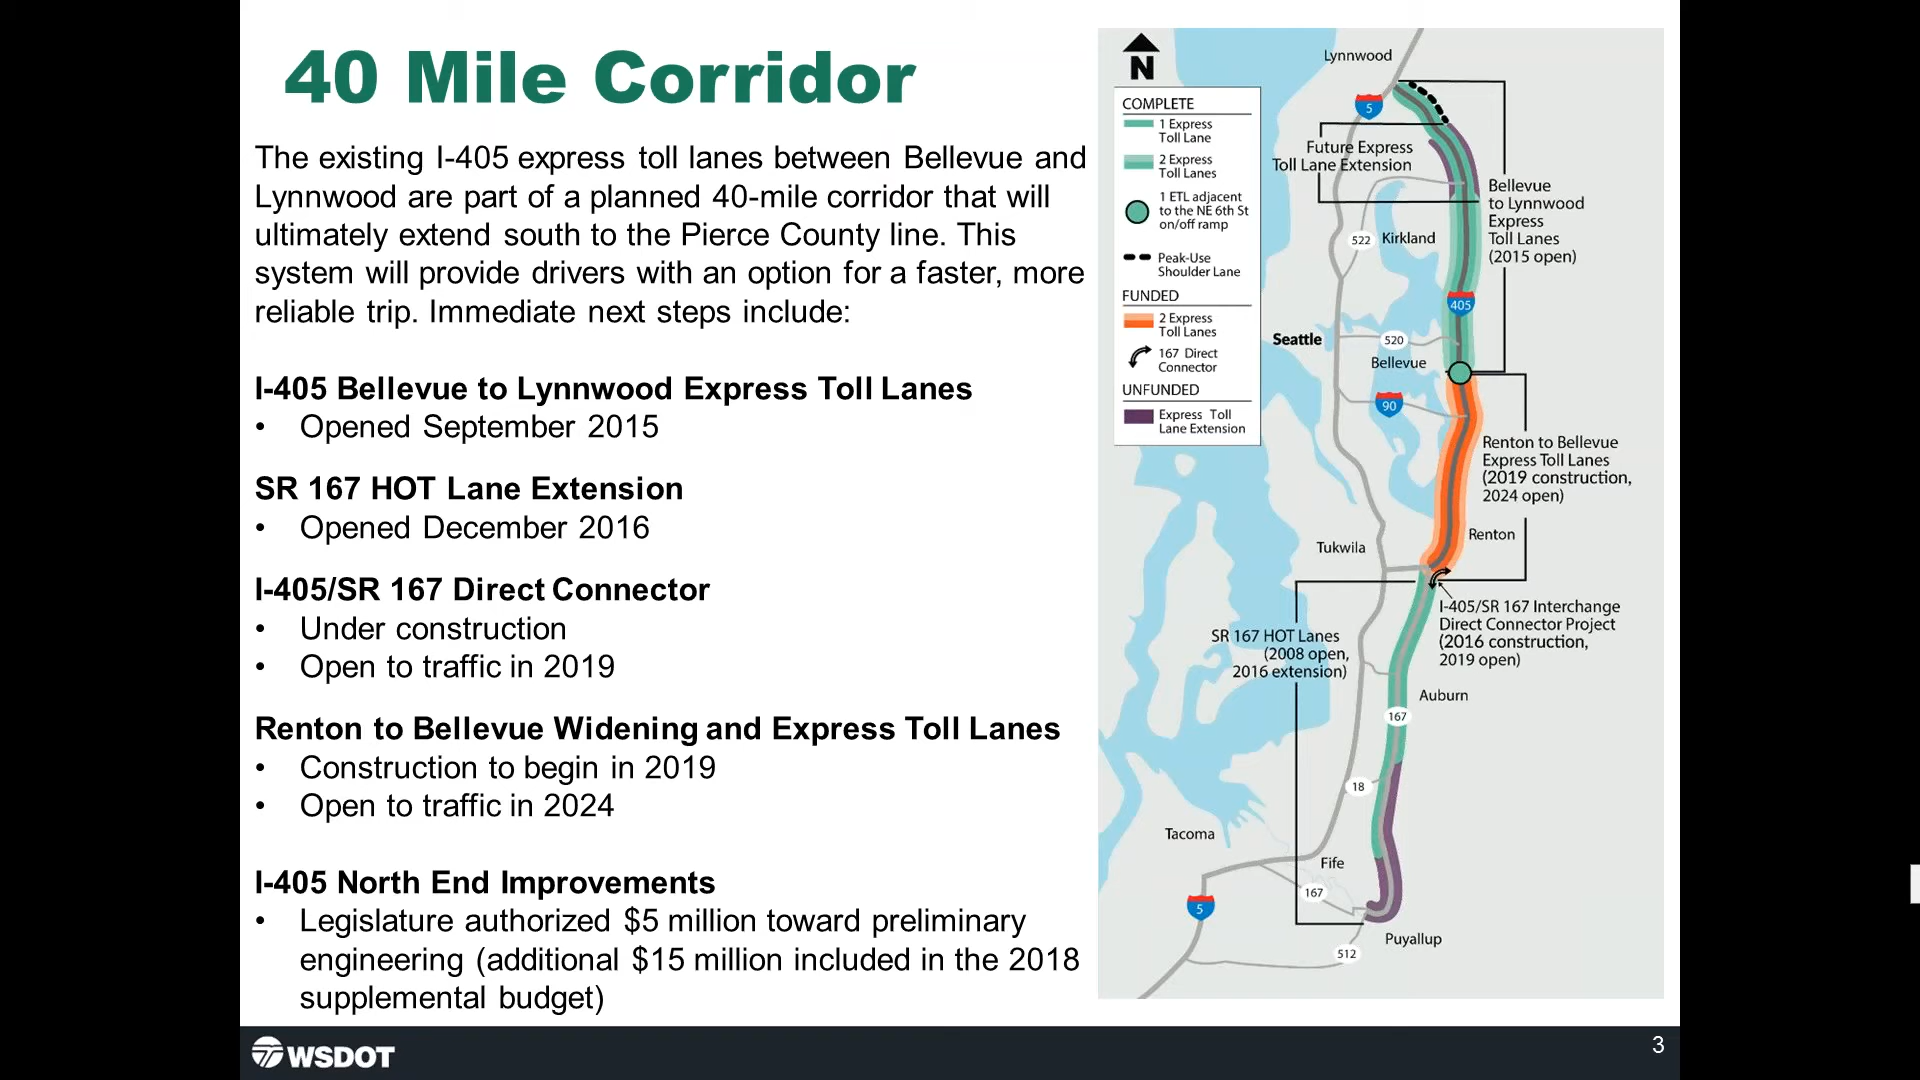 40 Mile Corridor
The existing I-405 express toll lanes between Bellevue and
Lynnwood are part of a planned 40-mile corridor that will
ultimately extend south to the Pierce County line. This
system will provide drivers with an option for a faster, more
reliable trip. Immediate next steps include:
I-405 Bellevue to Lynnwood Express Toll Lanes
• Opened September 2015
SR 167 HOT Lane Extension
• Opened December 2016
I-405/SR 167 Direct Connector
• Under construction
• Open to traffic in 2019
Renton to Bellevue Widening and Express Toll Lanes
• Construction to begin in 2019
• Open to traffic in 2024
I-405 North End Improvements
• Legislature authorized $5 million toward preliminary
engineering (additional $15 million included in the 2018
supplemental budget)
N
COMPLETE
1 Express
Toll Lane
2 Express
Toll Lanes
1 ETL adjacent
to the NE 6th St
on/off ramp
Peak-Use
Shoulder Lane
FUNDED
2 Express
Toll Lanes
167 Direct
Connector
UNFUNDED
Express Toll
Lane Extension
Lynnwood
5
Future Express
Toll Lane Extension
Bellevue
to Lynnwood
Express
Toll Lanes
(2015 open)
522
Kirkland
405
Seattle
520
Bellevue
90
Renton to Bellevue
Express Toll Lanes
(2019 construction,
2024 open)
Renton
Tukwila
I-405/SR 167 Interchange
Direct Connector Project
(2016 construction,
2019 open)
SR 167 HOT Lanes
(2008 open,
2016 extension)
Auburn
167
18
Tacoma
Fife
167
5
Puyallup
512
WSDOT
3